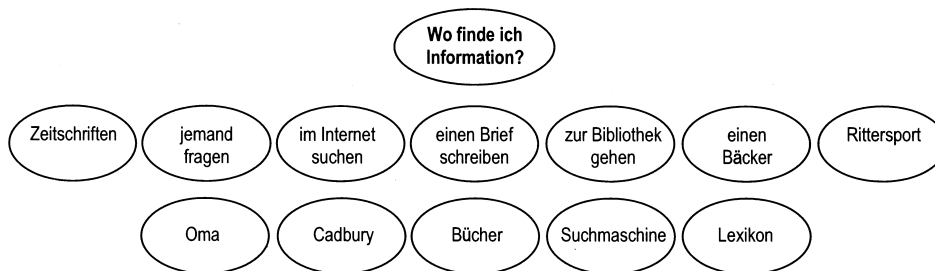 Wo finde ich
Information?
Zeitschriften
jemand
fragen
im Internet
suchen
einen Brief
schreiben
zur Bibliothek
gehen
einen
Bäcker
Rittersport
Oma
Cadbury
Bücher
Suchmaschine
Lexikon